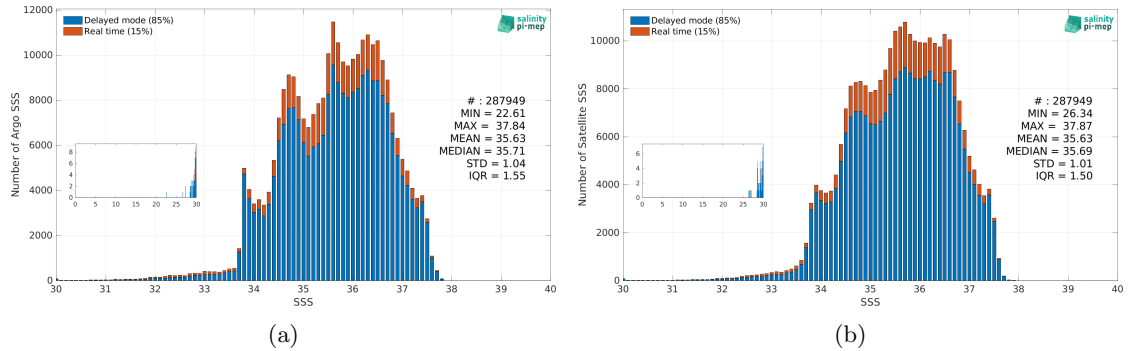 Delayed mode (85%)
Real time (15%)
salinity
pi-mep
Number of Argo SSS
12000
10000
8000
6000
4000
2000
0
# : 287949
MIN = 22.61
MAX = 37.84
MEAN = 35.63
MEDIAN = 35.71
STD = 1.04
IQR = 1.55
8
6
4
2
0
0 5 10 15 20 25 30
30 31 32 33 34 35 36 37 38 39 40
SSS
(a)
Delayed mode (85%)
Real time (15%)
salinity
pi-mep
Number of Satellite SSS
10000
8000
6000
4000
2000
0
# : 287949
MIN = 26.34
MAX = 37.87
MEAN = 35.63
MEDIAN = 35.69
STD = 1.01
IQR = 1.50
6
4
2
0
0 5 10 15 20 25 30
30 31 32 33 34 35 36 37 38 39 40
SSS
(b)